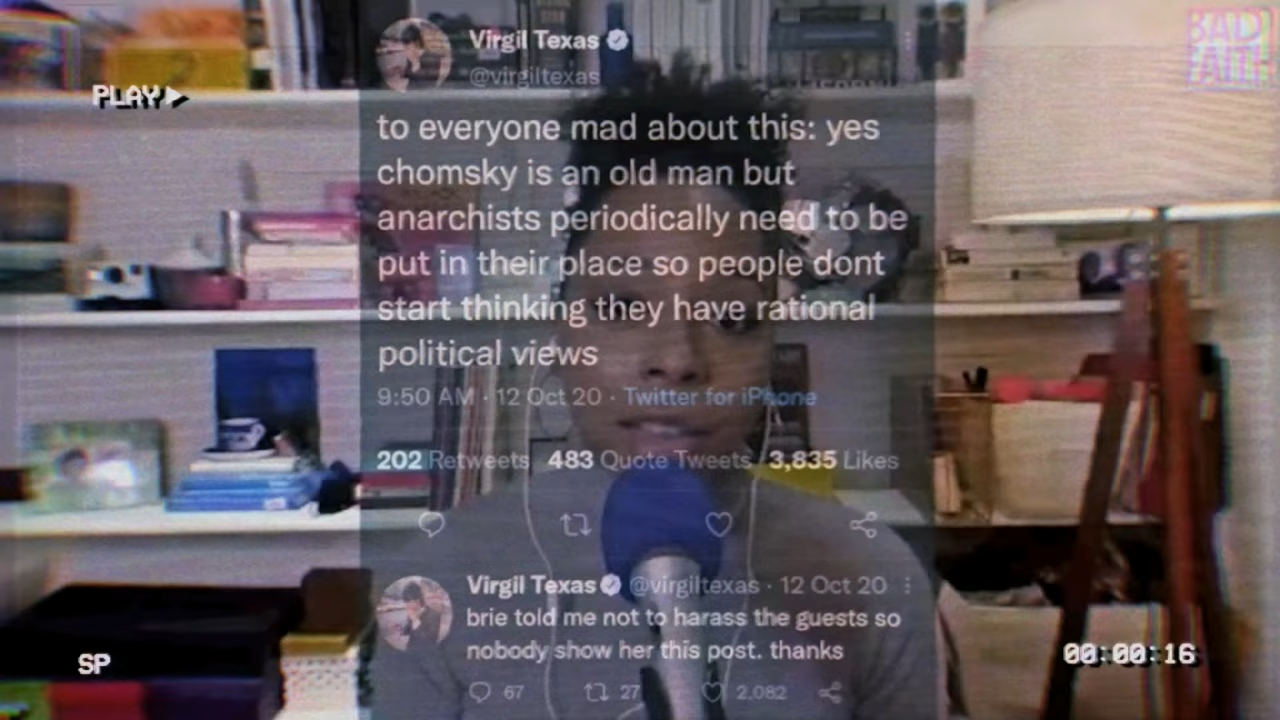 BAD
FAITH
Virgil Texas
@virgiltexas
PLAY
to everyone mad about this: yes
chomsky is an old man but
anarchists periodically need to be
put in their place so people dont
start thinking they have rational
political views
9:50 AM · 12 Oct 20 · Twitter for iPhone
202 Retweets 483 Quote Tweets 3,835 Likes
Virgil Texas @virgiltexas · 12 Oct 20
brie told me not to harass the guests so
nobody show her this post. thanks
SP
00:00:16
67 27 2,082